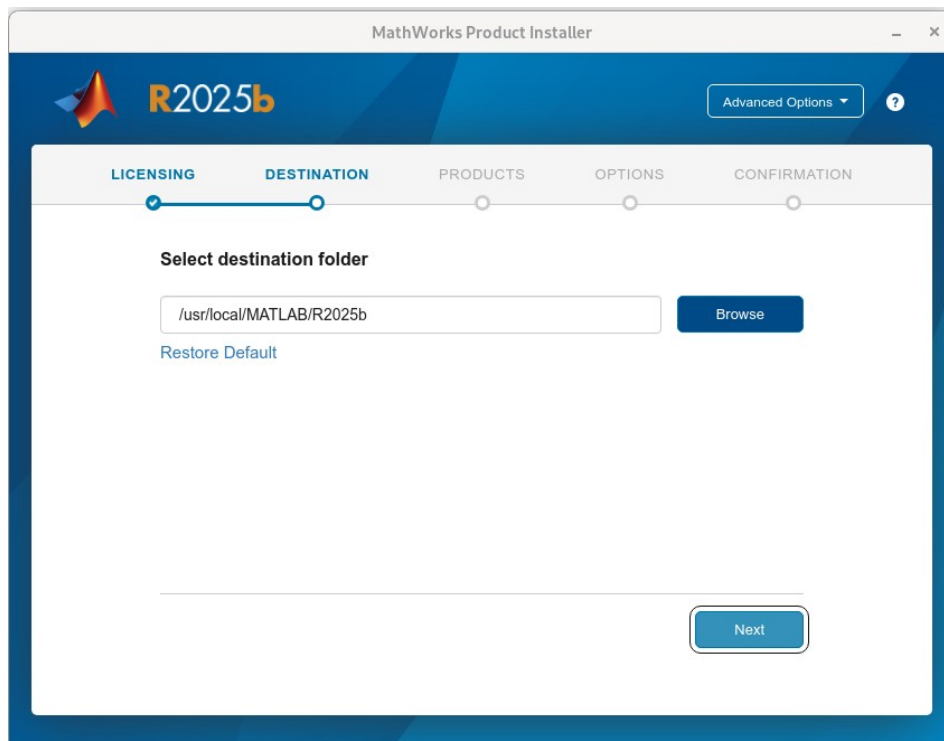 MathWorks Product Installer
R2025b
Advanced Options
?
LICENSING DESTINATION PRODUCTS OPTIONS CONFIRMATION
Select destination folder
/usr/local/MATLAB/R2025b Browse
Restore Default
Next